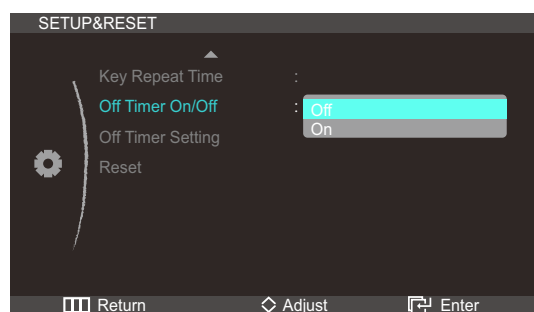 SETUP&RESET
Key Repeat Time :
Off Timer On/Off : Off
On
Off Timer Setting
Reset
Return Adjust Enter